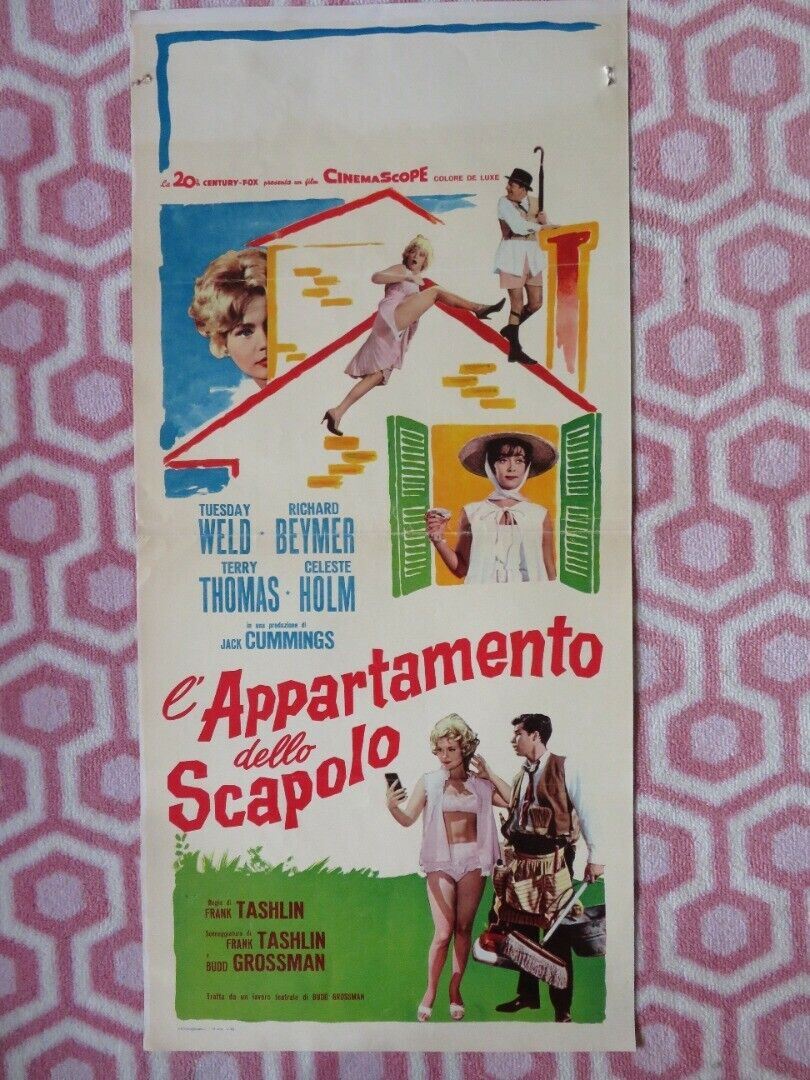 La 20th CENTURY-FOX presenta un film CINEMASCOPE COLORE DE LUXE
TUESDAY WELD · RICHARD BEYMER
TERRY THOMAS · CELESTE HOLM
in una produzione di
JACK CUMMINGS
l'Appartamento
dello
Scapolo
Regia di
FRANK TASHLIN
Sceneggiatura di
FRANK TASHLIN
e
BUDD GROSSMAN
Tratto da un lavoro teatrale di BUDD GROSSMAN